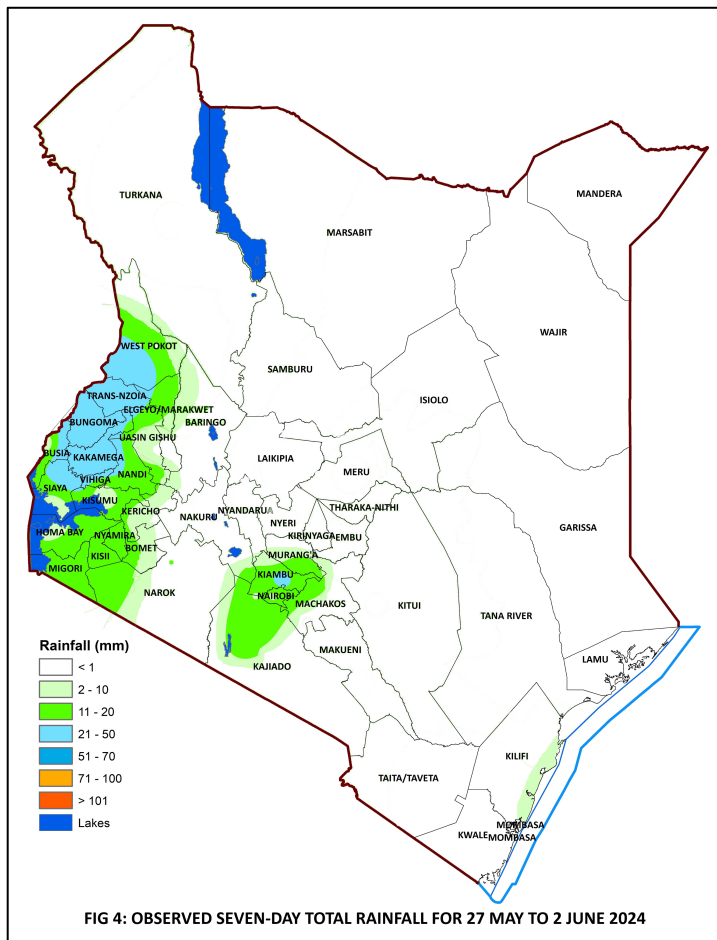 TURKANA
MANDERA
MARSABIT
WAJIR
WEST POKOT
SAMBURU
ISIOLO
TRANS-NZOIA
ELGEYO/MARAKWET
BUNGOMA
BARINGO
UASIN GISHU
BUSIA
KAKAMEGA
LAIKIPIA
MERU
VIHIGA
NANDI
SIAYA
KISUMU
KERICHO
THARAKA-NITHI
NAKURU
NYANDARUA
NYERI
GARISSA
HOMA BAY
NYAMIRA
KIRINYAGA
EMBU
BOMET
KISII
MURANG'A
MIGORI
KIAMBU
NAROK
NAIROBI
MACHAKOS
KITUI
TANA RIVER
MAKUENI
LAMU
KAJIADO
KILIFI
TAITA/TAVETA
MOMBASA
KWALE
MOMBASA
Rainfall (mm)
< 1
2 - 10
11 - 20
21 - 50
51 - 70
71 - 100
> 101
Lakes
FIG 4: OBSERVED SEVEN-DAY TOTAL RAINFALL FOR 27 MAY TO 2 JUNE 2024